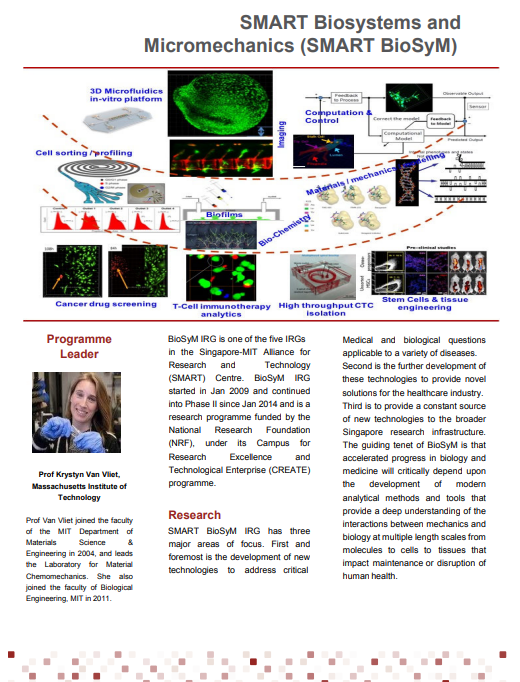 SMART Biosystems and
Micromechanics (SMART BioSyM)
3D Microfluidics
in-vitro platform
Imaging
Feedback
to Process
Observable Output
Sensor
Computation &
Control
Correct the model
Feedback
to Model
Computational
Model
Predicted Output
Cell sorting / profiling
Materials / mechanics modelling
Biofilms
Bio-Chemistry
Pre-clinical studies
Cancer drug screening
T-Cell immunotherapy
analytics
High throughput CTC
isolation
Stem Cells & tissue
engineering
Programme
Leader
Prof Krystyn Van Vliet,
Massachusetts Institute of
Technology
Prof Van Vliet joined the faculty
of the MIT Department of
Materials Science &
Engineering in 2004, and leads
the Laboratory for Material
Chemomechanics. She also
joined the faculty of Biological
Engineering, MIT in 2011.
BioSyM IRG is one of the five IRGs
in the Singapore-MIT Alliance for
Research and Technology
(SMART) Centre. BioSyM IRG
started in Jan 2009 and continued
into Phase II since Jan 2014 and is a
research programme funded by the
National Research Foundation
(NRF), under its Campus for
Research Excellence and
Technological Enterprise (CREATE)
programme.
Research
SMART BioSyM IRG has three
major areas of focus. First and
foremost is the development of new
technologies to address critical
Medical and biological questions
applicable to a variety of diseases.
Second is the further development of
these technologies to provide novel
solutions for the healthcare industry.
Third is to provide a constant source
of new technologies to the broader
Singapore research infrastructure.
The guiding tenet of BioSyM is that
accelerated progress in biology and
medicine will critically depend upon
the development of modern
analytical methods and tools that
provide a deep understanding of the
interactions between mechanics and
biology at multiple length scales from
molecules to cells to tissues that
impact maintenance or disruption of
human health.